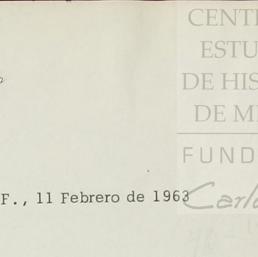 CENT
ESTU
DE HIS
DE M
FUND
F., 11 Febrero de 1963
Carl